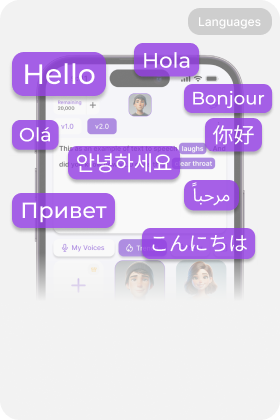 Languages
Hola
Hello
Remaining
20,000
+
Bonjour
v1.0
v2.0
Olá
你好
laughs
안녕하세요
clear throat
مرحباً
Привет
こんにちは
My Voices
+